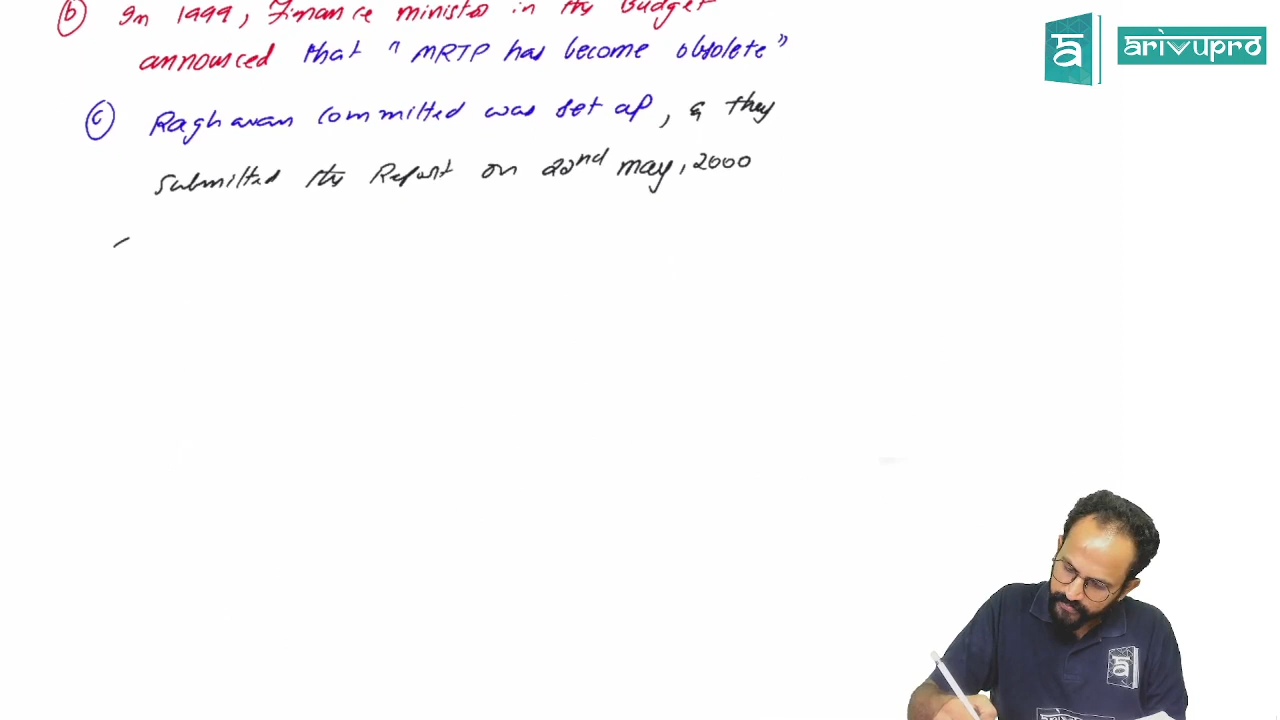 b In 1999, Finance minister in the Budget
announced that "MRTP has become obsolete"
c Raghavan committed was set up, & they
submitted the Report on 22nd may, 2000
arivupro